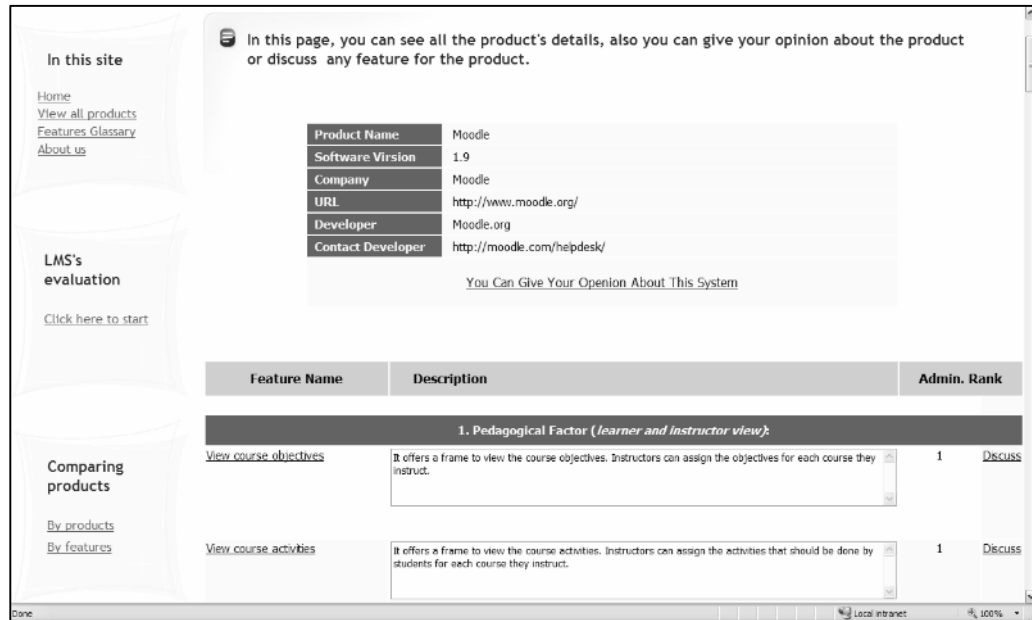 In this page, you can see all the product's details, also you can give your opinion about the product
or discuss any feature for the product.
In this site
Home
View all products
Features Glassary
About us
LMS's
evaluation
Click here to start
Comparing
products
By products
By features
Product Name Moodle
Software Virsion 1.9
Company Moodle
URL http://www.moodle.org/
Developer Moodle.org
Contact Developer http://moodle.com/helpdesk/
You Can Give Your Openion About This System
Feature Name Description Admin. Rank
1. Pedagogical Factor (learner and instructor view):
View course objectives It offers a frame to view the course objectives. Instructors can assign the objectives for each course they 1 Discuss
instruct.
View course activities It offers a frame to view the course activities. Instructors can assign the activities that should be done by 1 Discuss
students for each course they instruct.
Done Local intranet 100%